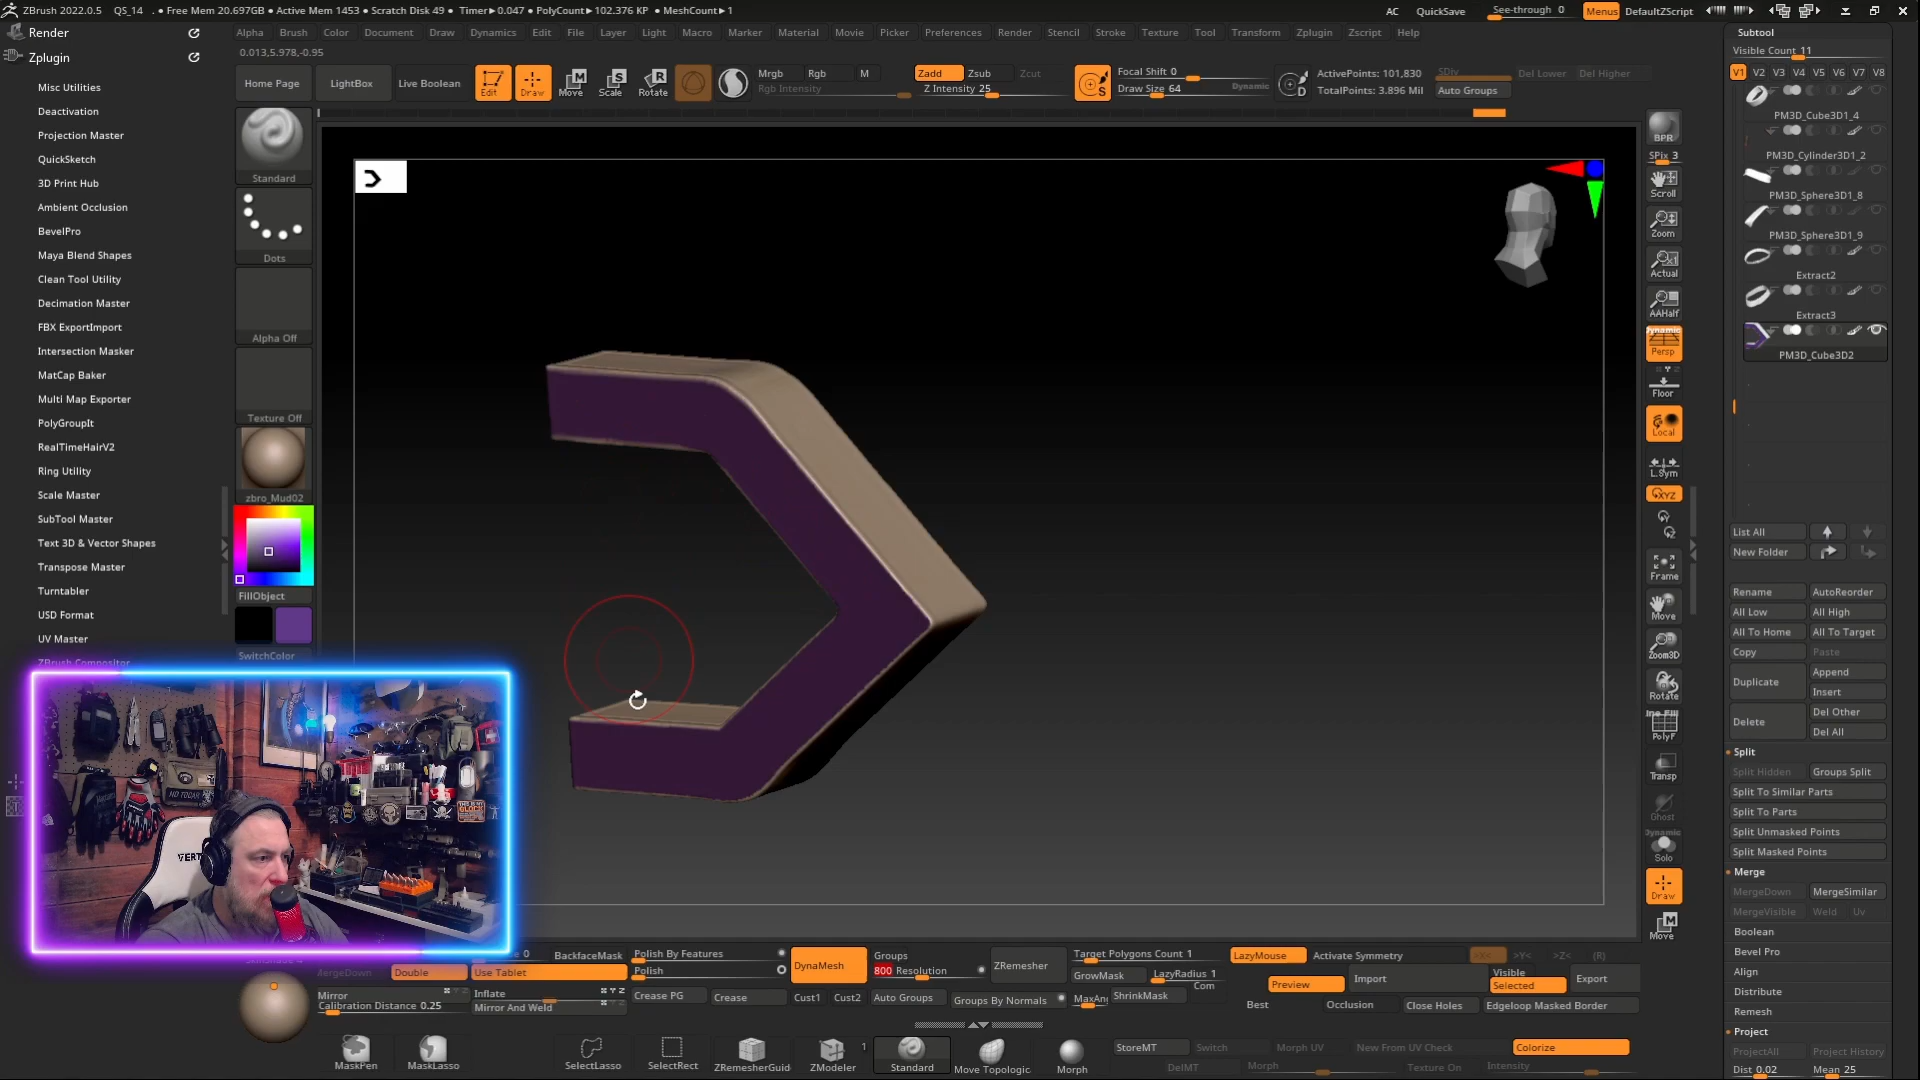 ZBrush 2022.0.5 QS_14 . • Free Mem 20.697GB • Active Mem 1453 • Scratch Disk 49 • Timer▸0.047 • PolyCount▸102.376 KP • MeshCount▸1
AC QuickSave See-through 0 Menus DefaultZScript
Render
Zplugin
Alpha Brush Color Document Draw Dynamics Edit File Layer Light Macro Marker Material Movie Picker Preferences Render Stencil Stroke Texture Tool Transform Zplugin Zscript Help
0.013,5.978,-0.95
Home Page LightBox Live Boolean Edit Draw Move Scale Rotate
Mrgb Rgb M
Rgb Intensity
Zadd Zsub Zcut
Z Intensity 25
Focal Shift 0
Draw Size 64 Dynamic
ActivePoints: 101,830
TotalPoints: 3.896 Mil
SDiv Del Lower Del Higher
Auto Groups
Misc Utilities
Deactivation
Projection Master
QuickSketch
3D Print Hub
Ambient Occlusion
BevelPro
Maya Blend Shapes
Clean Tool Utility
Decimation Master
FBX ExportImport
Intersection Masker
MatCap Baker
Multi Map Exporter
PolyGroupIt
RealTimeHairV2
Ring Utility
Scale Master
SubTool Master
Text 3D & Vector Shapes
Transpose Master
Turntabler
USD Format
UV Master
ZBrush Compositor
Standard
Dots
Alpha Off
Texture Off
zbro_Mud02
FillObject
SwitchColor
BPR
SPix 3
Scroll
Zoom
Actual
AAHalf
Dynamic
Persp
Floor
Local
L.Sym
XYZ
Frame
Move
Zoom3D
Rotate
Line Fill
PolyF
Transp
Ghost
Dynamic
Solo
Draw
Move
Subtool
Visible Count 11
V1 V2 V3 V4 V5 V6 V7 V8
PM3D_Cube3D1_4
PM3D_Cylinder3D1_2
PM3D_Sphere3D1_8
PM3D_Sphere3D1_9
Extract2
Extract3
PM3D_Cube3D2
List All
New Folder
Rename AutoReorder
All Low All High
All To Home All To Target
Copy Paste
Duplicate Append
Insert
Delete Del Other
Del All
Split
Split Hidden Groups Split
Split To Similar Parts
Split To Parts
Split Unmasked Points
Split Masked Points
Merge
MergeDown MergeSimilar
MergeVisible Weld Uv
Boolean
Bevel Pro
Align
Distribute
Remesh
Project
ProjectAll Project History
Dist 0.02 Mean 25
VERT
NO TODAY
GLOCK
MergeDown Double
Mirror
Calibration Distance 0.25
0 BackfaceMask
Use Tablet
Inflate
Mirror And Weld
Polish By Features
Polish
Crease PG Crease
DynaMesh
Cust1 Cust2
Groups
800 Resolution
Auto Groups
ZRemesher
Groups By Normals
Target Polygons Count 1
GrowMask
LazyRadius 1
Com
ShrinkMask
LazyMouse Activate Symmetry >X< >Y< >Z< (R)
Preview Import
Visible
Selected
Export
Best Occlusion Close Holes Edgeloop Masked Border
MaskPen MaskLasso SelectLasso SelectRect ZRemesherGuid ZModeler 1 Standard Move Topologic Morph
StoreMT Switch Morph UV New From UV Check Colorize
DelMT Morph Texture On Intensity